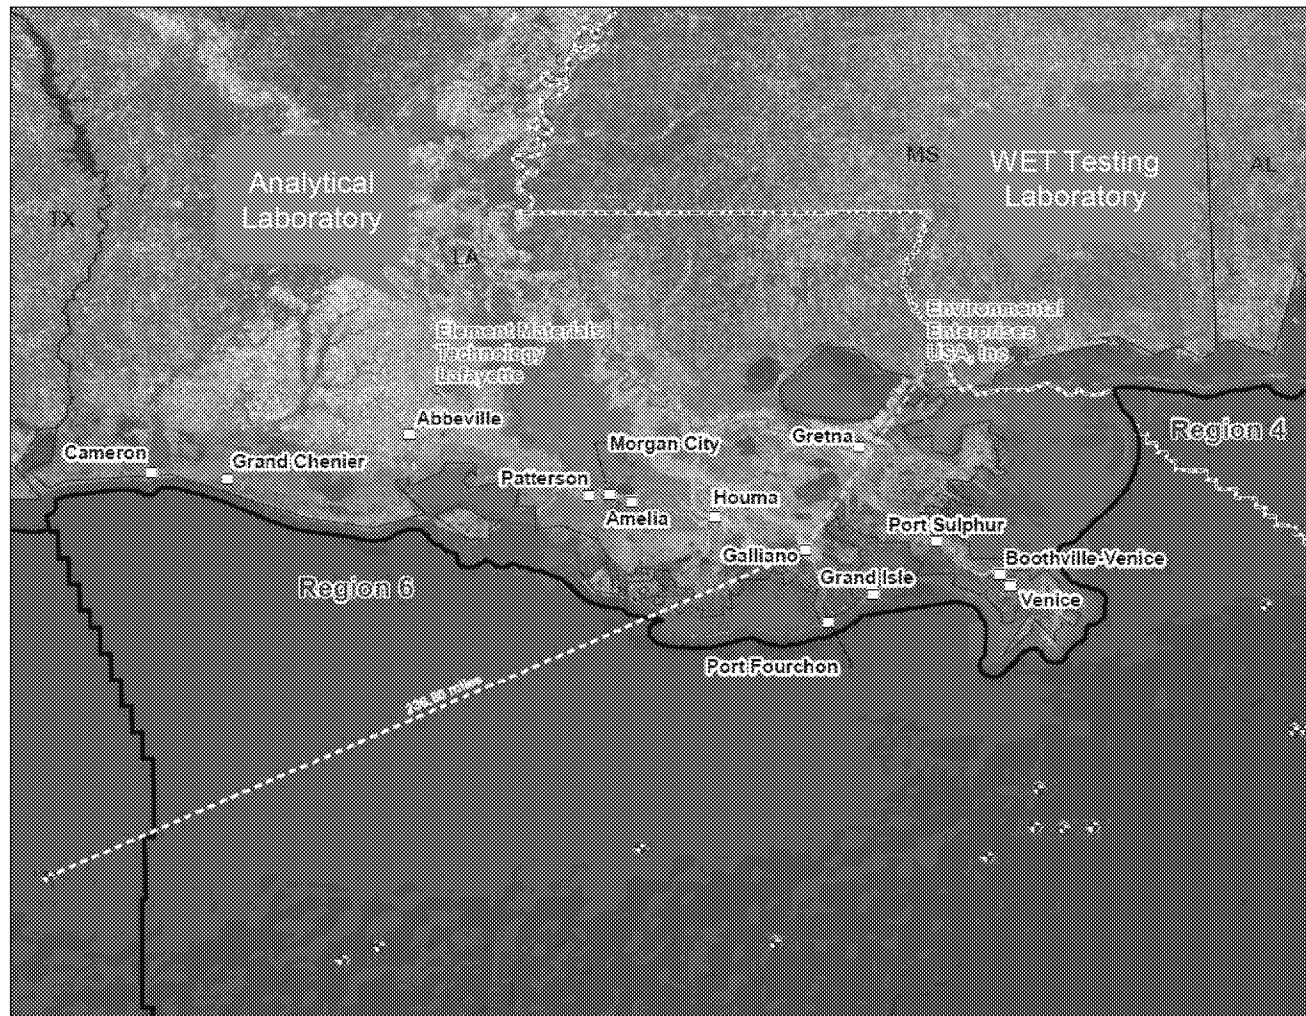 MS
WET Testing
Laboratory
AL
Analytical
Laboratory
TX
LA
Environmental
Enterprises
USA, Inc
Element Materials
Technology
Lafayette
Abbeville
Region 4
Cameron
Grand Chenier
Morgan City
Gretna
Patterson
Houma
Amelia
Port Sulphur
Galliano
Boothville-Venice
Region 6
Grand Isle
Venice
Port Fourchon
miles